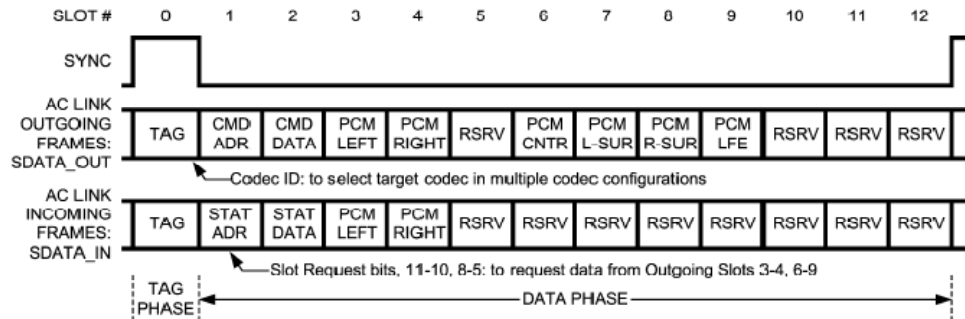 SLOT # 0 1 2 3 4 5 6 7 8 9 10 11 12
SYNC
AC LINK
OUTGOING
FRAMES:
SDATA_OUT
TAG
CMD
ADR
CMD
DATA
PCM
LEFT
PCM
RIGHT
RSRV
PCM
CNTR
PCM
L-SUR
PCM
R-SUR
PCM
LFE
RSRV
RSRV
RSRV
Codec ID: to select target codec in multiple codec configurations
AC LINK
INCOMING
FRAMES:
SDATA_IN
TAG
STAT
ADR
STAT
DATA
PCM
LEFT
PCM
RIGHT
RSRV
RSRV
RSRV
RSRV
RSRV
RSRV
RSRV
RSRV
Slot Request bits, 11-10, 8-5: to request data from Outgoing Slots 3-4, 6-9
TAG
PHASE
DATA PHASE